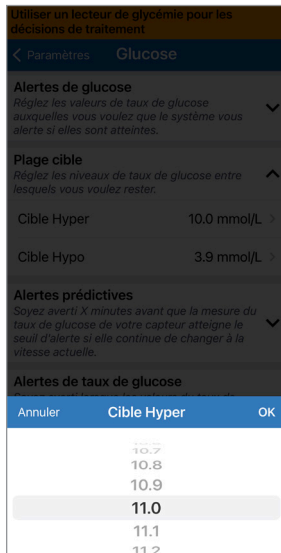 Utiliser un lecteur de glycémie pour les
décisions de traitement
Paramètres Glucose
Alertes de glucose
Réglez les valeurs de taux de glucose
auxquelles vous voulez que le système vous
alerte si elles sont atteintes.
Plage cible
Réglez les niveaux de taux de glucose entre
lesquels vous voulez rester.
Cible Hyper 10.0 mmol/L
Cible Hypo 3.9 mmol/L
Alertes prédictives
Soyez averti X minutes avant que la mesure du
taux de glucose de votre capteur atteigne le
seuil d'alerte si elle continue de changer à la
vitesse actuelle.
Alertes de taux de glucose
Annuler Cible Hyper OK
10.7
10.8
10.9
11.0
11.1
11.2